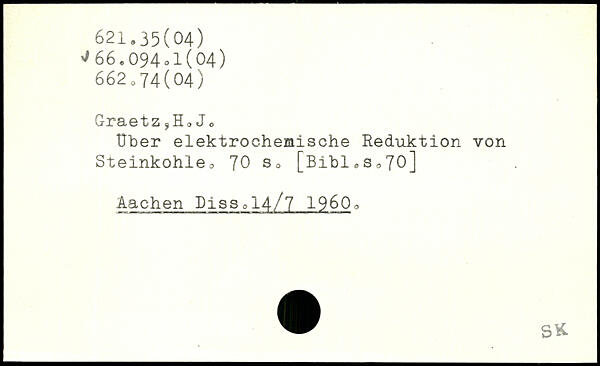 621.35(04)
✓66.094.1(04)
662.74(04)
Graetz,H.J.
Über elektrochemische Reduktion von
Steinkohle. 70 s. [Bibl.s.70]
Aachen Diss.14/7 1960.
SK